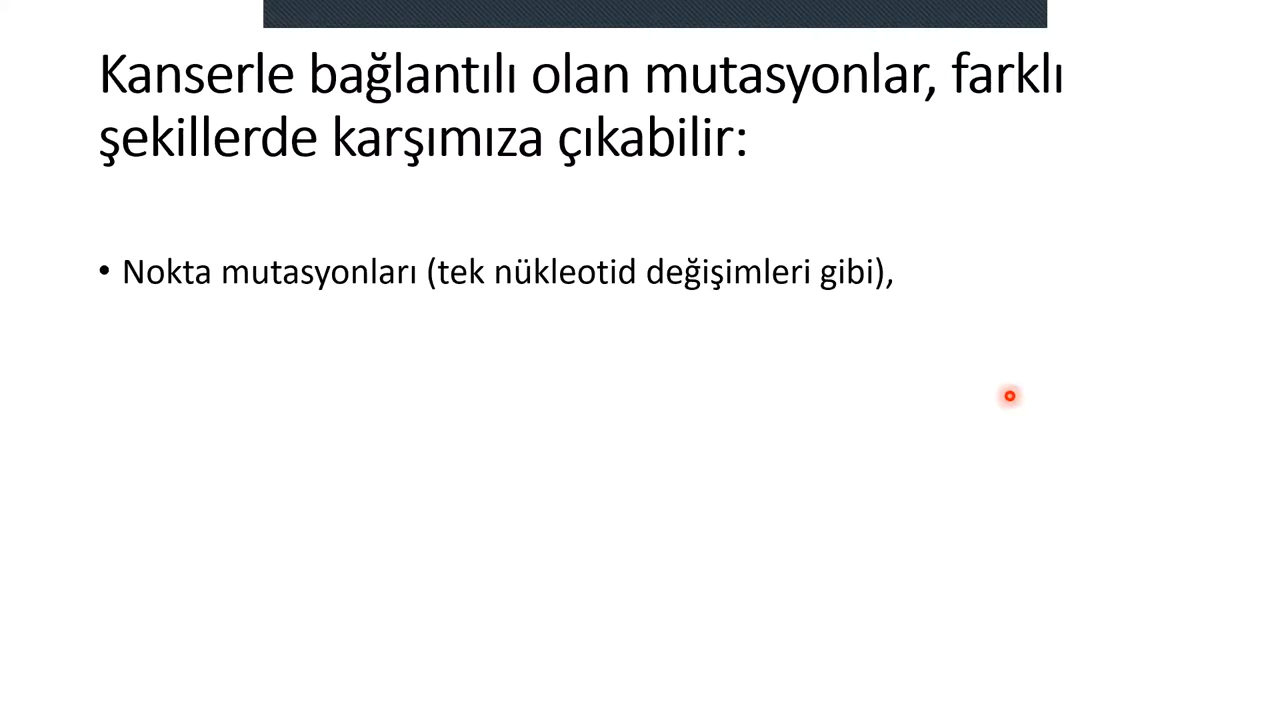 Kanserle bağlantılı olan mutasyonlar, farklı
şekillerde karşımıza çıkabilir:
• Nokta mutasyonları (tek nükleotid değişimleri gibi),